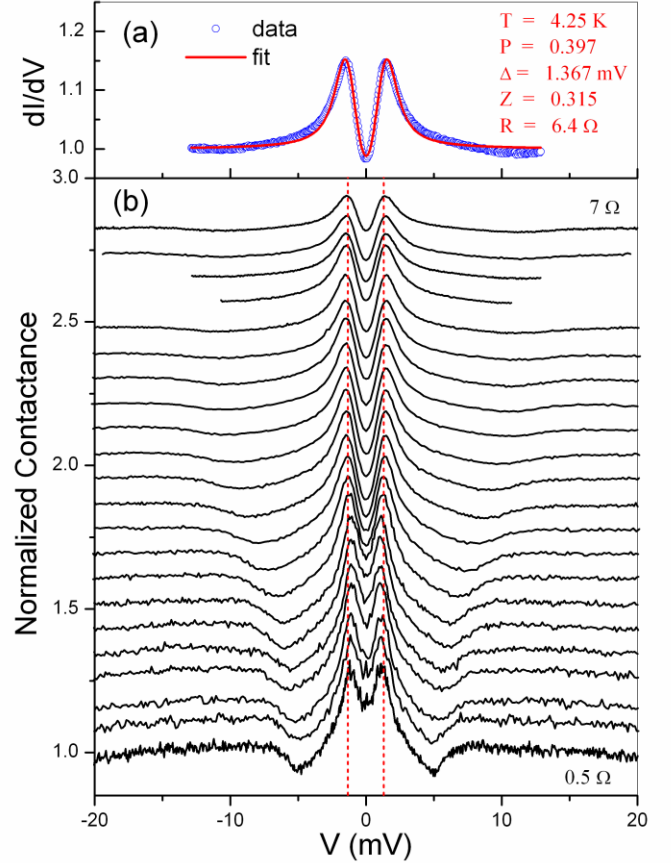 (a)
data
fit
T = 4.25 K
P = 0.397
Δ = 1.367 mV
Z = 0.315
R = 6.4 Ω
dI/dV
1.2
1.1
1.0
3.0
(b)
7 Ω
2.5
2.0
1.5
1.0
Normalized Contactance
0.5 Ω
-20
-10
0
10
20
V (mV)